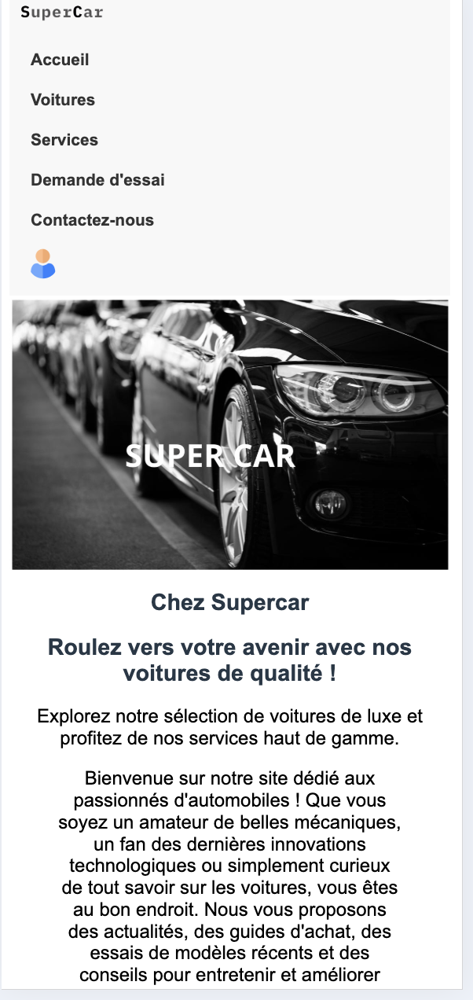 SuperCar
Accueil
Voitures
Services
Demande d'essai
Contactez-nous
SUPER CAR
Chez Supercar
Roulez vers votre avenir avec nos
voitures de qualité !
Explorez notre sélection de voitures de luxe et
profitez de nos services haut de gamme.
Bienvenue sur notre site dédié aux
passionnés d'automobiles ! Que vous
soyez un amateur de belles mécaniques,
un fan des dernières innovations
technologiques ou simplement curieux
de tout savoir sur les voitures, vous êtes
au bon endroit. Nous vous proposons
des actualités, des guides d'achat, des
essais de modèles récents et des
conseils pour entretenir et améliorer